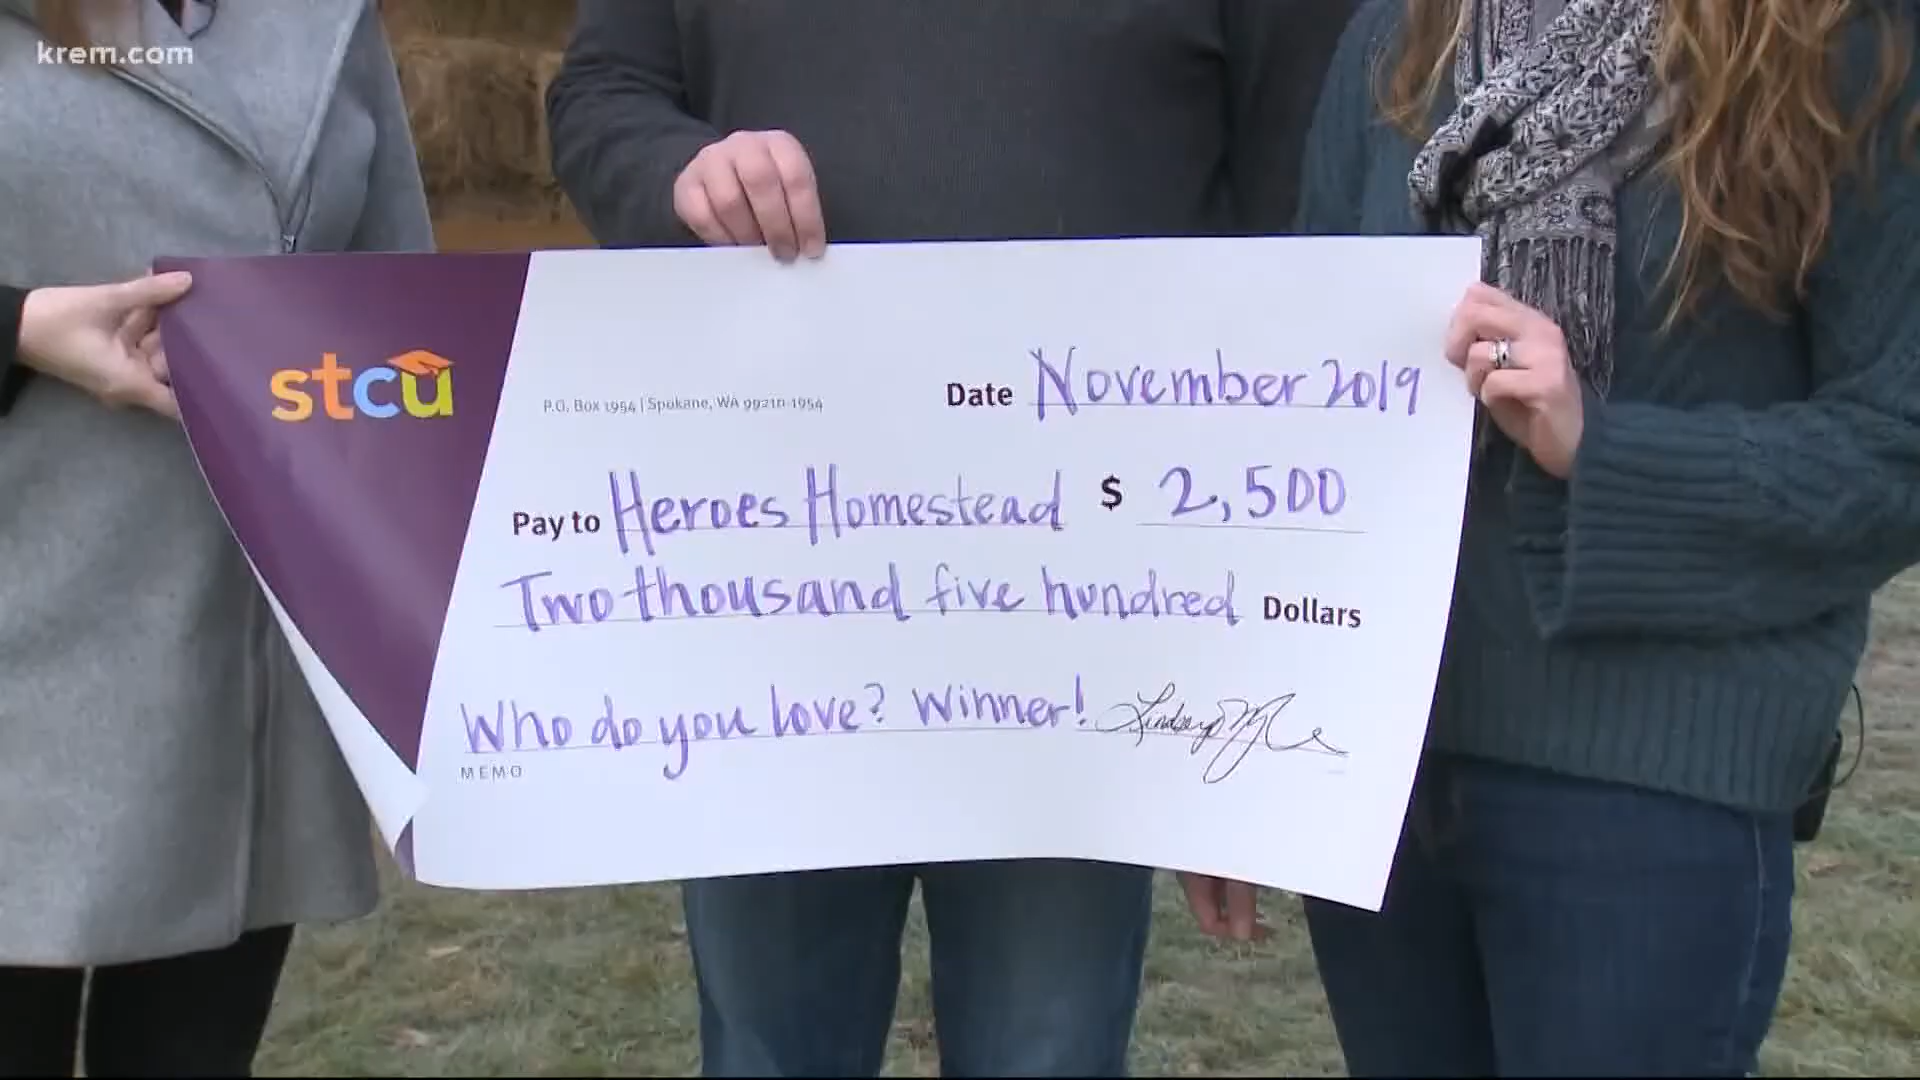 krem.com
stcu
P.O. Box 1954 | Spokane, WA 99210-1954
Date November 2019
Pay to Heroes Homestead $ 2,500
Two thousand five hundred Dollars
Who do you love? Winner! Lindsey
MEMO